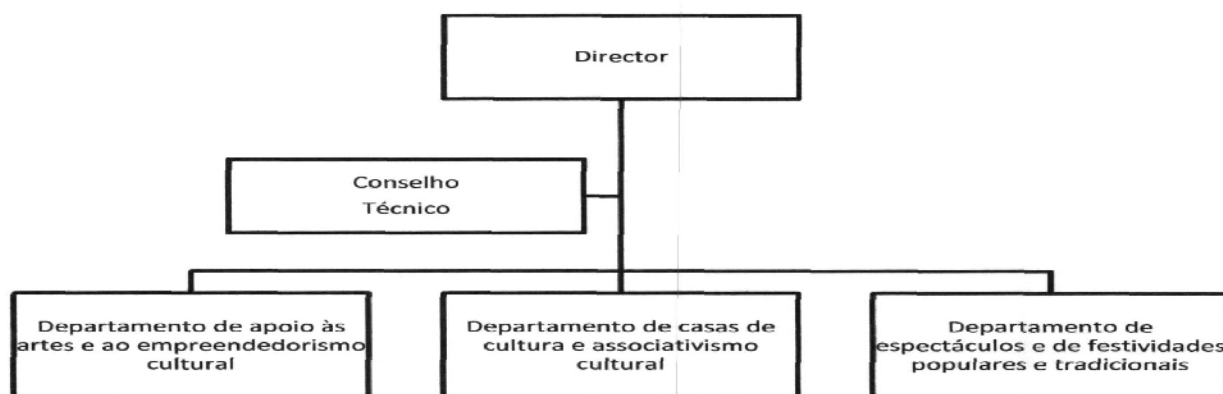 Director
Conselho
Técnico
Departamento de apoio às
artes e ao empreendedorismo
cultural
Departamento de casas de
cultura e associativismo
cultural
Departamento de
espectáculos e de festividades
populares e tradicionais